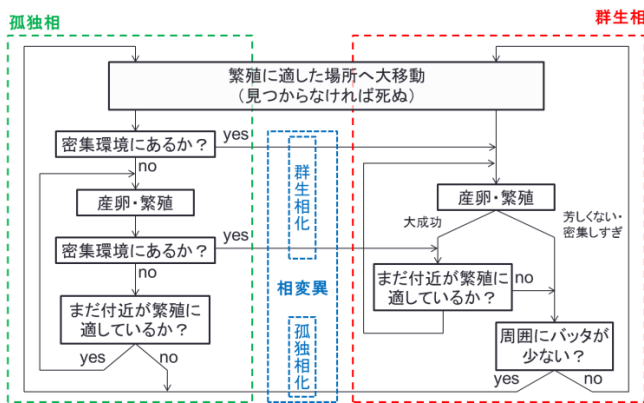 孤独相
群生相
繁殖に適した場所へ大移動
(見つからなければ死ぬ)
密集環境にあるか？
yes
no
産卵・繁殖
密集環境にあるか？
yes
no
まだ付近が繁殖に
適しているか？
yes
no
群生相化
相変異
孤独相化
産卵・繁殖
大成功
芳しくない・
密集しすぎ
まだ付近が繁殖に
適しているか？
no
周囲にバッタが
少ない？
yes
no